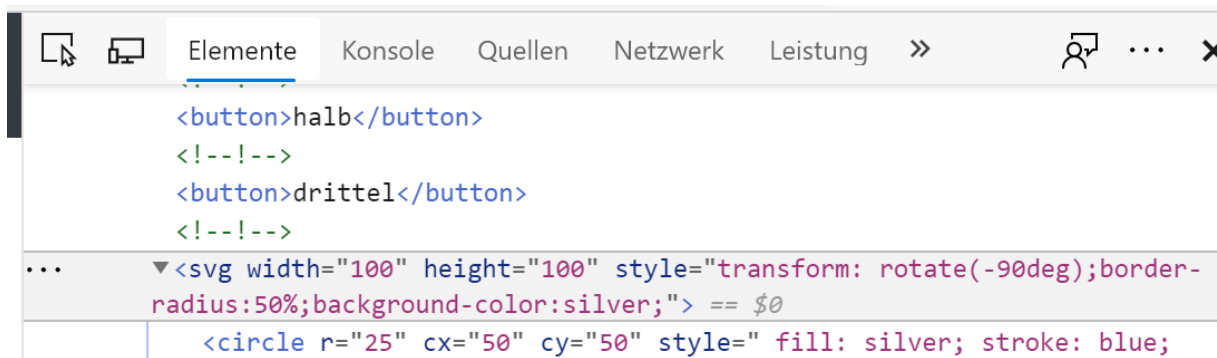 Elemente Konsole Quellen Netzwerk Leistung »
<button>halb</button>
<!--!-->
<button>drittel</button>
<!--!-->
··· ▼<svg width="100" height="100" style="transform: rotate(-90deg);border-
radius:50%;background-color:silver;"> == $0
<circle r="25" cx="50" cy="50" style=" fill: silver; stroke: blue;